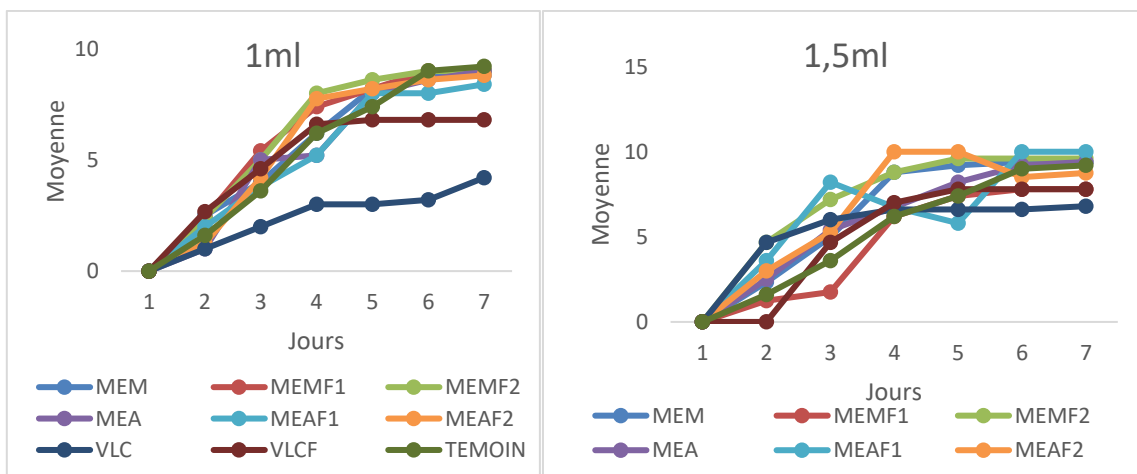 1ml
10
5
0
Moyenne
1 2 3 4 5 6 7
Jours
MEM MEMF1 MEMF2
MEA MEAF1 MEAF2
VLC VLCF TEMOIN
1,5ml
15
10
5
0
Moyenne
1 2 3 4 5 6 7
Jours
MEM MEMF1 MEMF2
MEA MEAF1 MEAF2